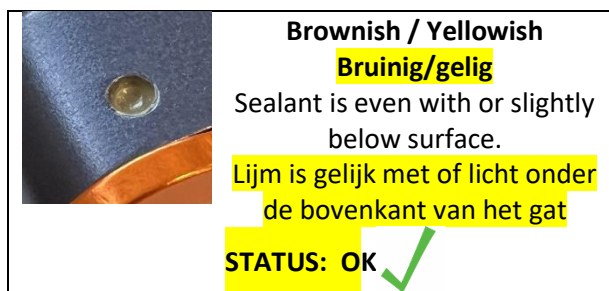 Brownish / Yellowish
Bruinig/gelig
Sealant is even with or slightly
below surface.
Lijm is gelijk met of licht onder
de bovenkant van het gat
STATUS: OK